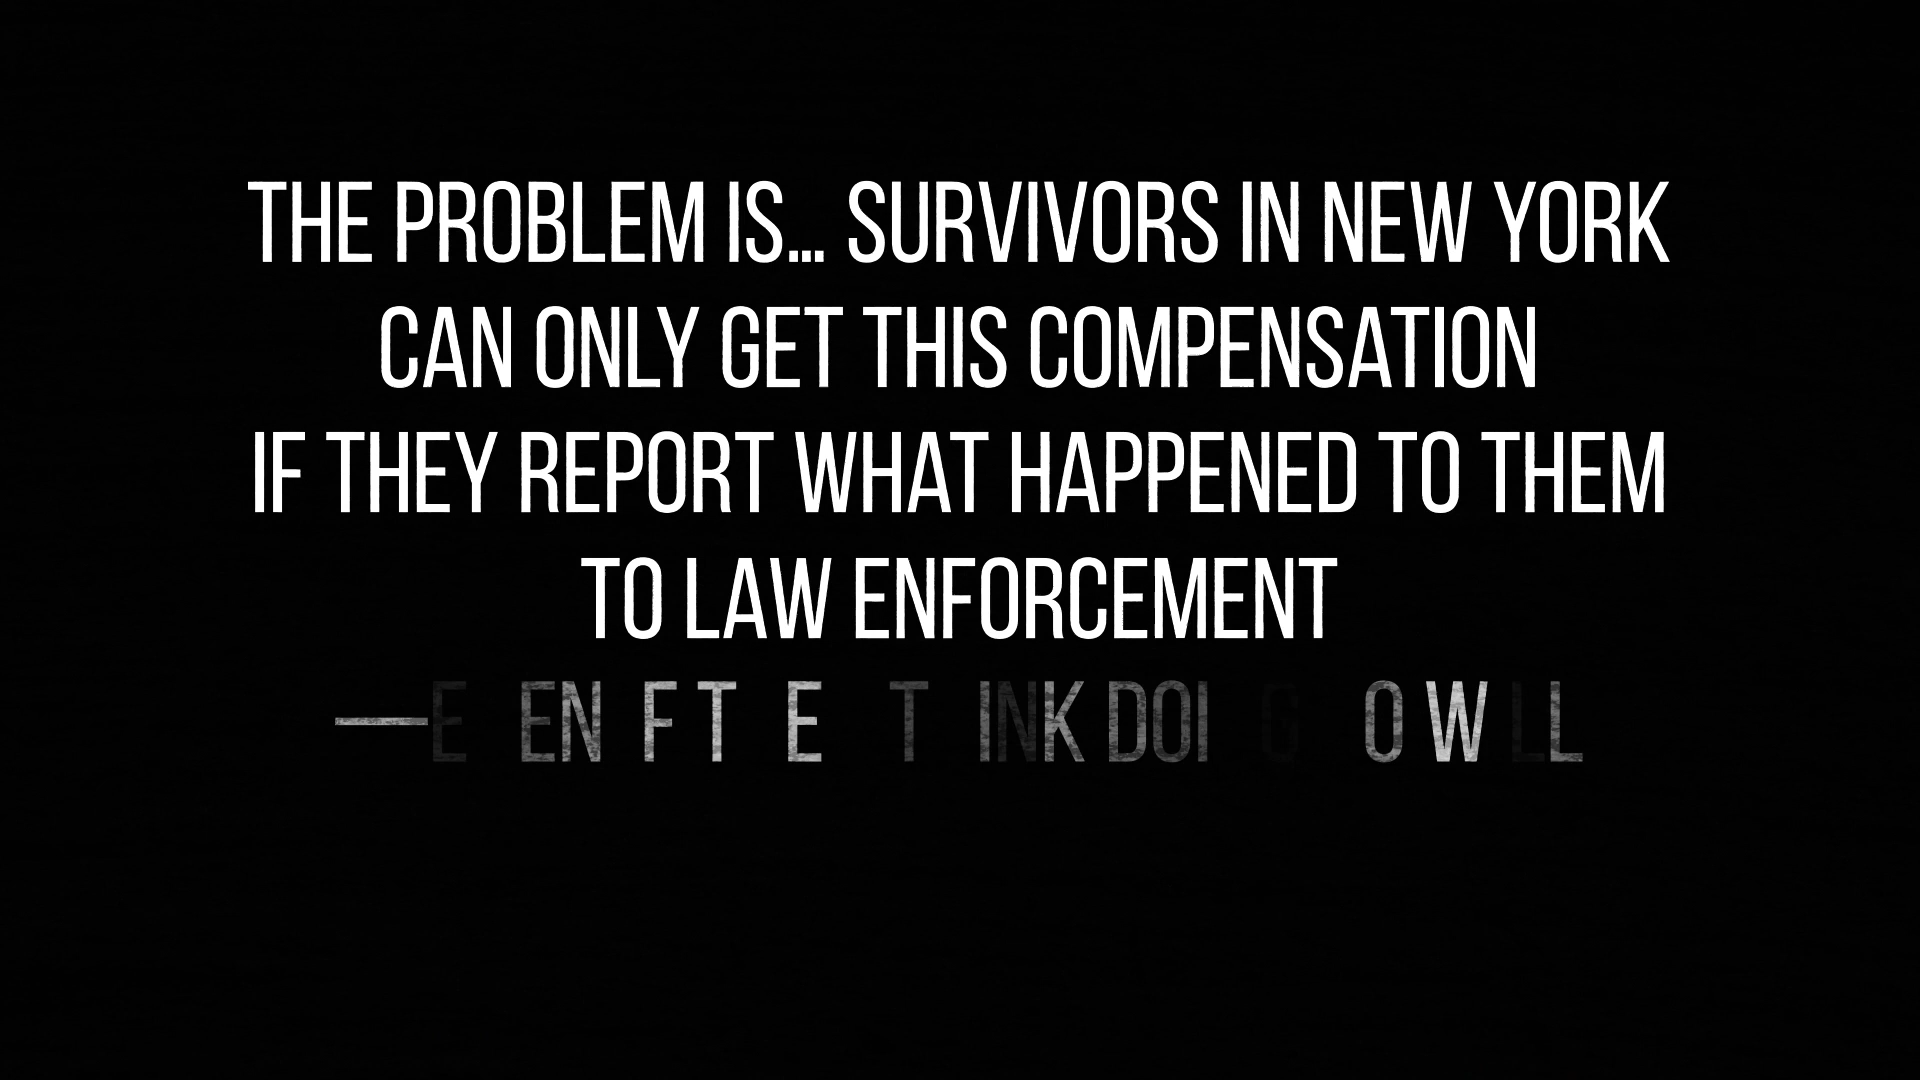 THE PROBLEM IS... SURVIVORS IN NEW YORK
CAN ONLY GET THIS COMPENSATION
IF THEY REPORT WHAT HAPPENED TO THEM
TO LAW ENFORCEMENT